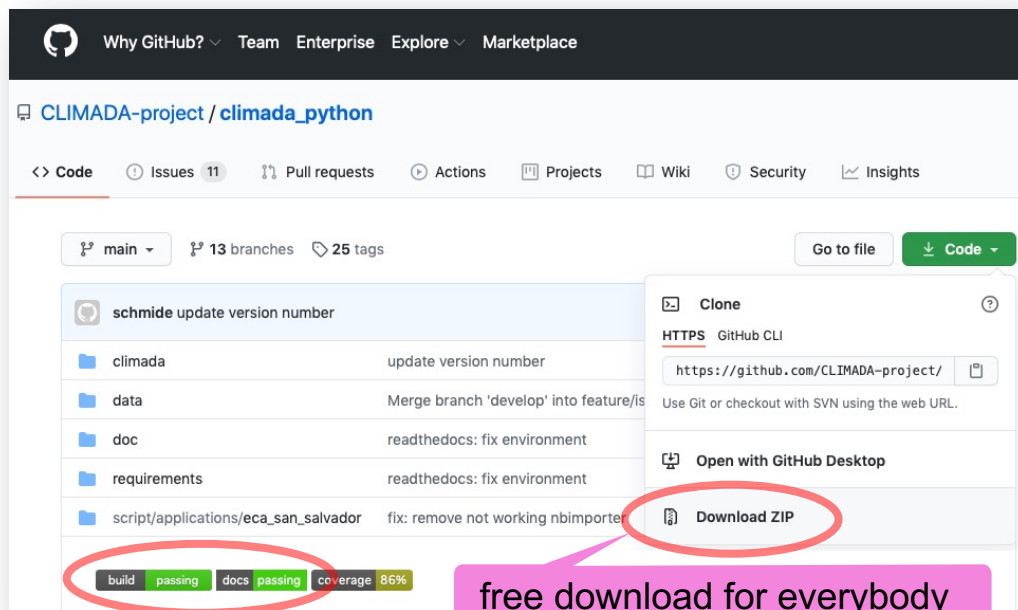 Why GitHub? Team Enterprise Explore Marketplace
CLIMADA-project / climada_python
<> Code Issues 11 Pull requests Actions Projects Wiki Security Insights
main 13 branches 25 tags Go to file Code
schmide update version number
Clone
HTTPS GitHub CLI
climada update version number
https://github.com/CLIMADA-project/
data Merge branch 'develop' into feature/is
Use Git or checkout with SVN using the web URL.
doc readthedocs: fix environment
Open with GitHub Desktop
requirements readthedocs: fix environment
script/applications/eca_san_salvador fix: remove not working nbimporter
Download ZIP
build passing docs passing coverage 86%
free download for everybody